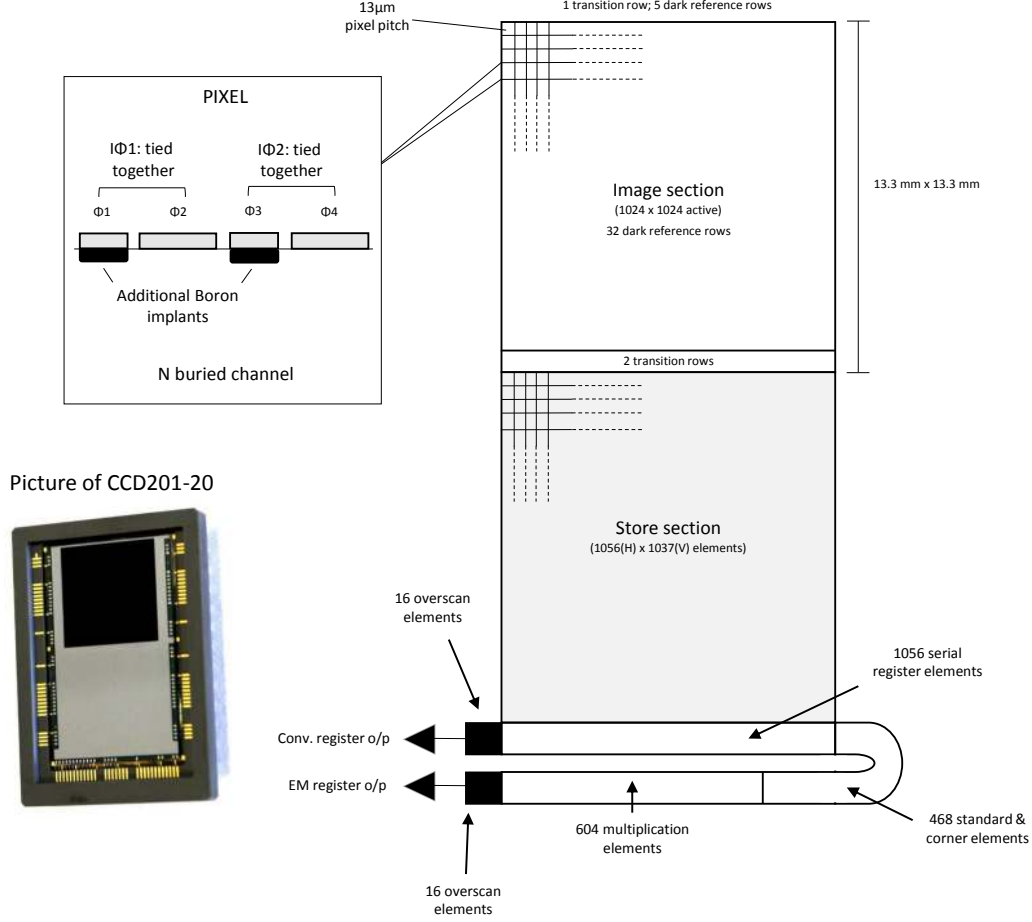 1 transition row; 5 dark reference rows
13µm
pixel pitch
PIXEL
IΦ1: tied
together
IΦ2: tied
together
Φ1
Φ2
Φ3
Φ4
Additional Boron
implants
N buried channel
Image section
(1024 x 1024 active)
32 dark reference rows
13.3 mm x 13.3 mm
2 transition rows
Picture of CCD201-20
Store section
(1056(H) x 1037(V) elements)
16 overscan
elements
1056 serial
register elements
Conv. register o/p
EM register o/p
604 multiplication
elements
468 standard &
corner elements
16 overscan
elements